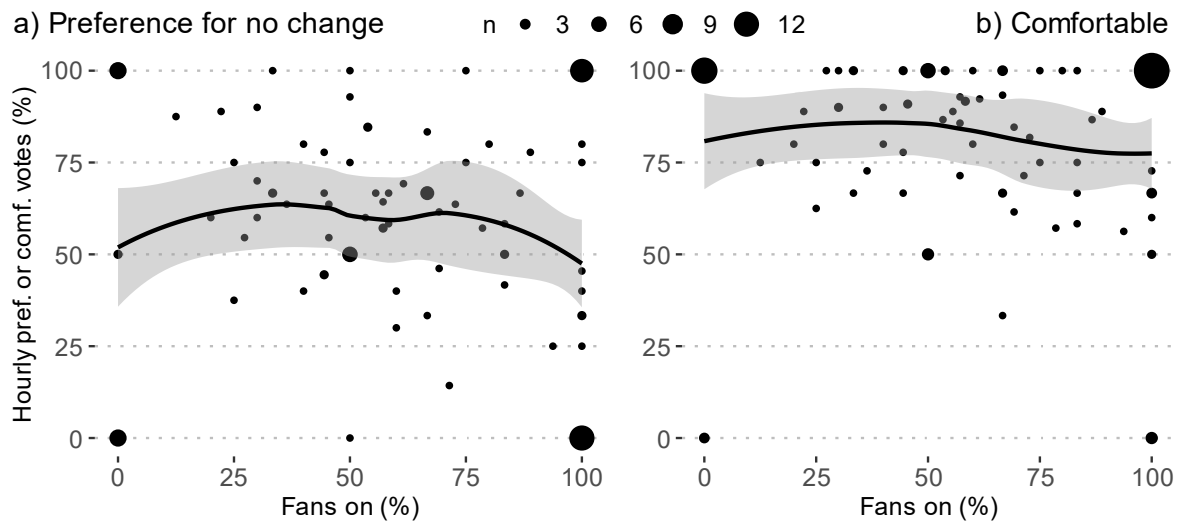 a) Preference for no change
n 3 6 9 12
b) Comfortable
Hourly pref. or comf. votes (%)
100
75
50
25
0
0 25 50 75 100
Fans on (%)
100
75
50
25
0
0 25 50 75 100
Fans on (%)